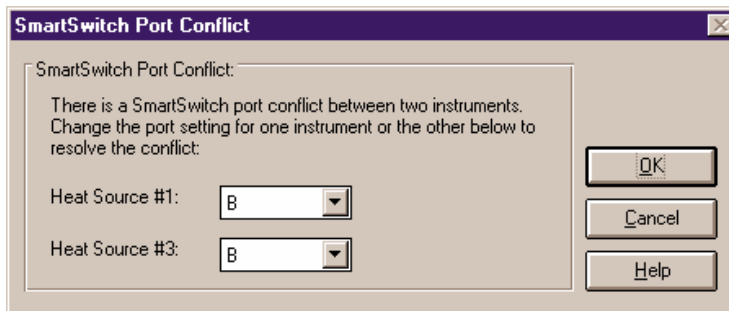 SmartSwitch Port Conflict
SmartSwitch Port Conflict:
There is a SmartSwitch port conflict between two instruments.
Change the port setting for one instrument or the other below to
resolve the conflict:
Heat Source #1: B
Heat Source #3: B
OK
Cancel
Help